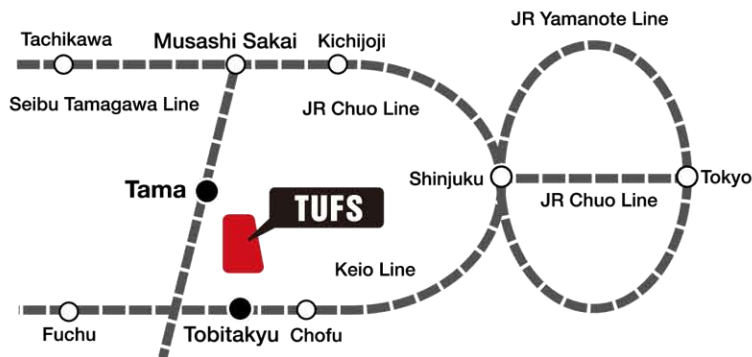 JR Yamanote Line
Tachikawa
Musashi Sakai
Kichijoji
Seibu Tamagawa Line
JR Chuo Line
Tama
TUFS
Shinjuku
Tokyo
JR Chuo Line
Keio Line
Fuchu
Tobitakyu
Chofu